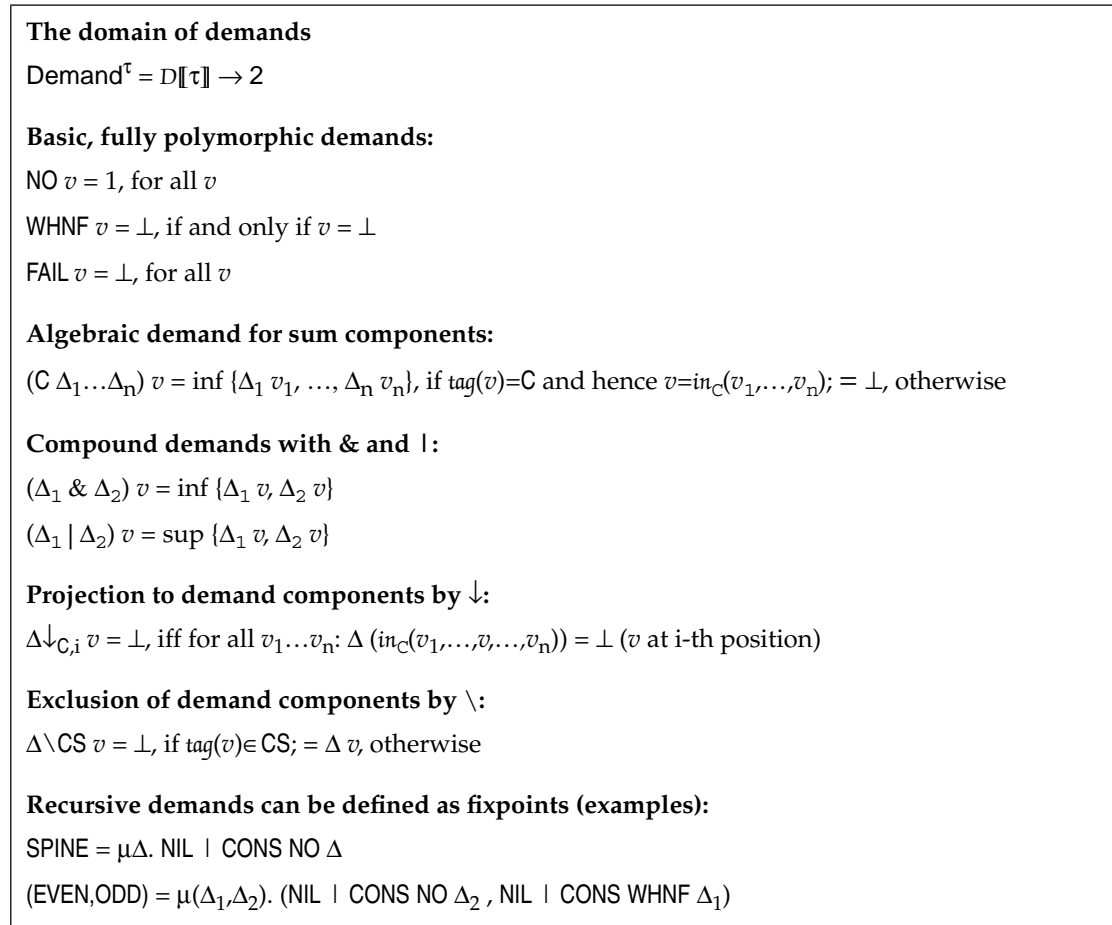 The domain of demands
Demand^τ = D⟦τ⟧ → 2
Basic, fully polymorphic demands:
NO v = 1, for all v
WHNF v = ⊥, if and only if v = ⊥
FAIL v = ⊥, for all v
Algebraic demand for sum components:
(C Δ₁…Δₙ) v = inf {Δ₁ v₁, …, Δₙ vₙ}, if tag(v)=C and hence v=in_C(v₁,…,vₙ); = ⊥, otherwise
Compound demands with & and |:
(Δ₁ & Δ₂) v = inf {Δ₁ v, Δ₂ v}
(Δ₁ | Δ₂) v = sup {Δ₁ v, Δ₂ v}
Projection to demand components by ↓:
Δ↓_C,i v = ⊥, iff for all v₁…vₙ: Δ (in_C(v₁,…,v,…,vₙ)) = ⊥ (v at i-th position)
Exclusion of demand components by \:
Δ\CS v = ⊥, if tag(v)∈CS; = Δ v, otherwise
Recursive demands can be defined as fixpoints (examples):
SPINE = μΔ. NIL | CONS NO Δ
(EVEN,ODD) = μ(Δ₁,Δ₂). (NIL | CONS NO Δ₂ , NIL | CONS WHNF Δ₁)